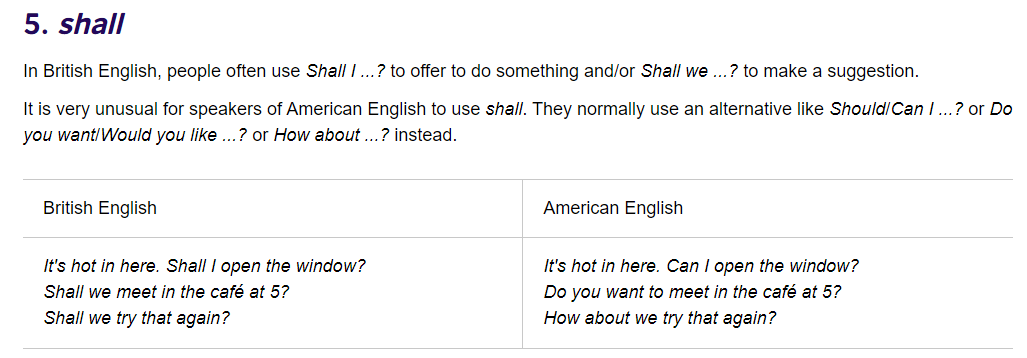 5. shall
In British English, people often use Shall I ...? to offer to do something and/or Shall we ...? to make a suggestion.
It is very unusual for speakers of American English to use shall. They normally use an alternative like Should/Can I ...? or Do
you want/Would you like ...? or How about ...? instead.
British English
American English
It's hot in here. Shall I open the window?
Shall we meet in the café at 5?
Shall we try that again?
It's hot in here. Can I open the window?
Do you want to meet in the café at 5?
How about we try that again?